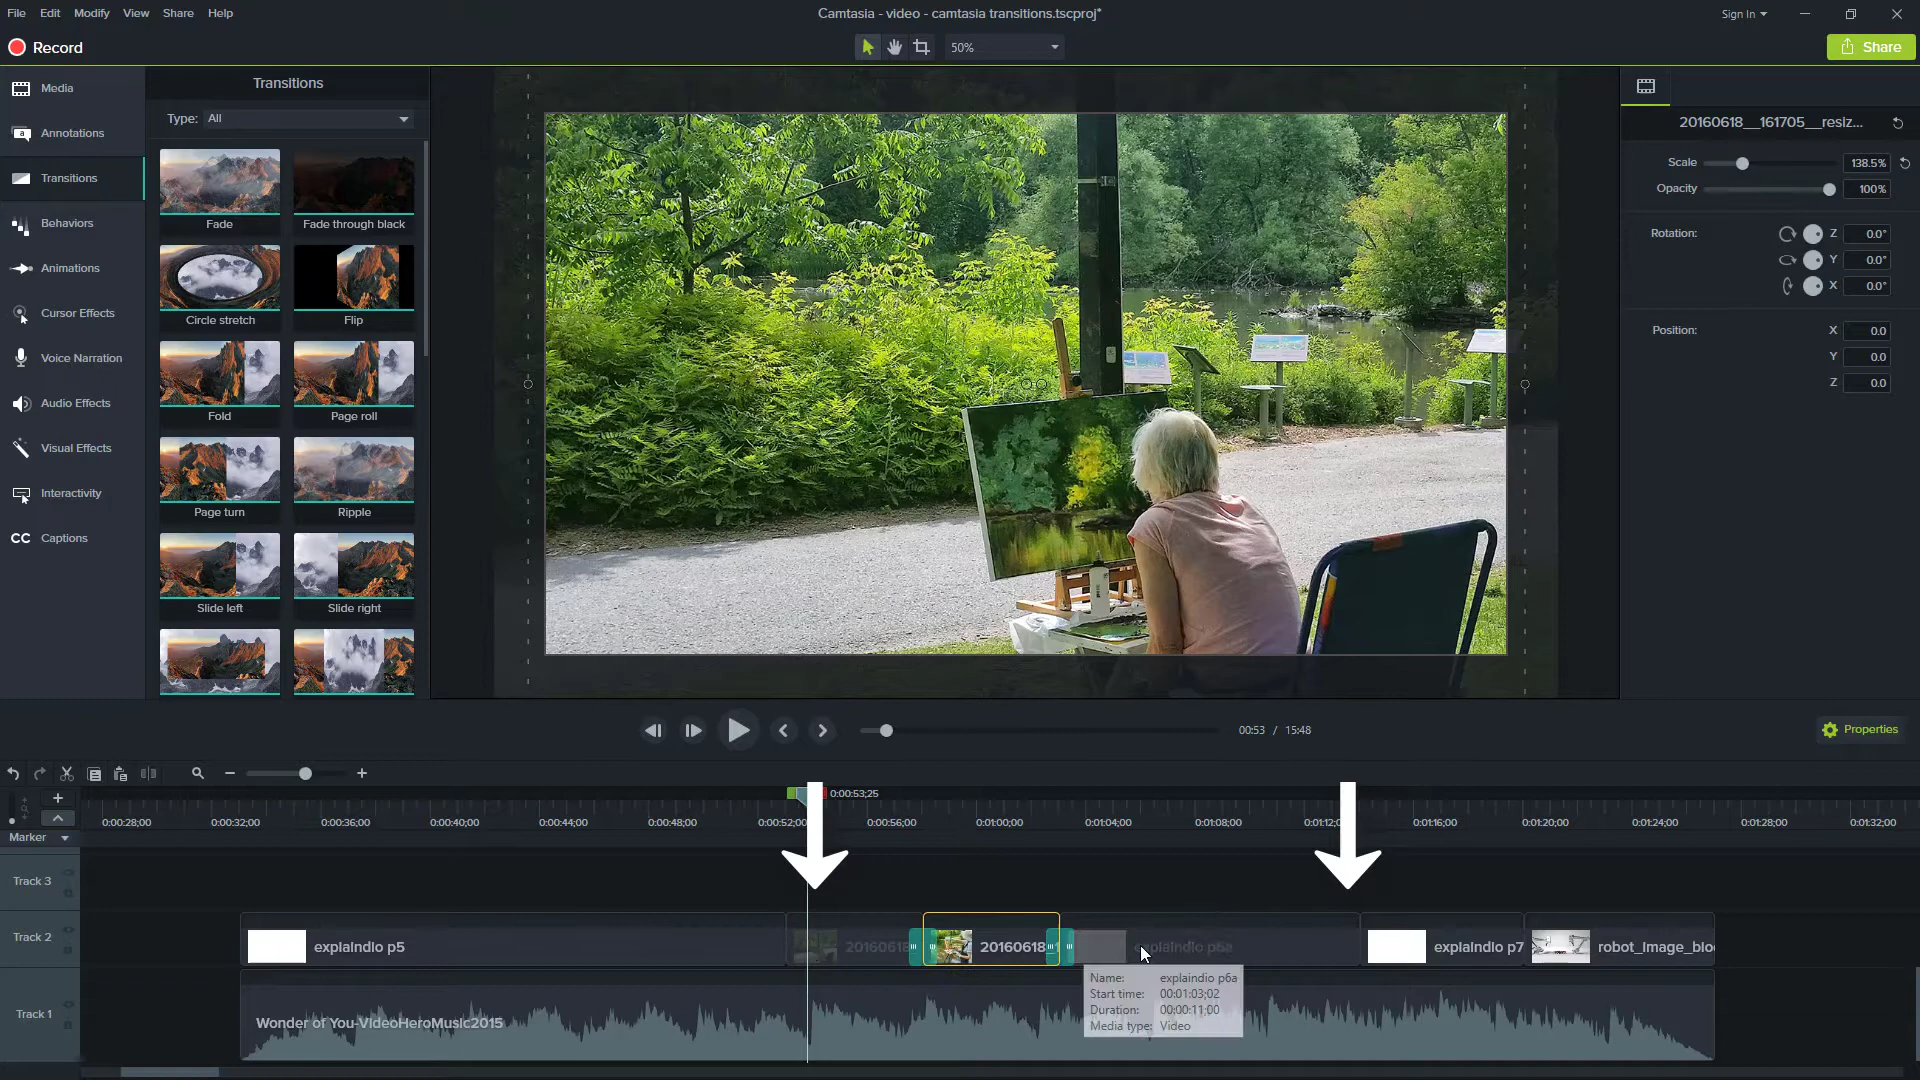 File Edit Modify View Share Help
Camtasia - video - camtasia transitions.tscproj*
Sign In
Record
50%
Share
Media
Annotations
Transitions
Behaviors
Animations
Cursor Effects
Voice Narration
Audio Effects
Visual Effects
Interactivity
CC Captions
Transitions
Type: All
Fade
Fade through black
Circle stretch
Flip
Fold
Page roll
Page turn
Ripple
Slide left
Slide right
20160618__161705__resiz...
Scale 138.5%
Opacity 100%
Rotation: Z 0.0°
Y 0.0°
X 0.0°
Position: X 0.0
Y 0.0
Z 0.0
00:53 / 15:48
Properties
0:00:53;25
0:00:28;00 0:00:32;00 0:00:36;00 0:00:40;00 0:00:44;00 0:00:48;00 0:00:52;00 0:00:56;00 0:01:00;00 0:01:04;00 0:01:08;00 0:01:12;0 0:01:16;00 0:01:20;00 0:01:24;00 0:01:28;00 0:01:32;00
Marker
Track 3
Track 2
explaindio p5
20160618
20160618_1
explaindio p6a
explaindio p7
robot_image_bloc
Name: explaindio p6a
Start time: 00:01:03;02
Duration: 00:00:11;00
Media type: Video
Track 1
Wonder of You-VideoHeroMusic2015